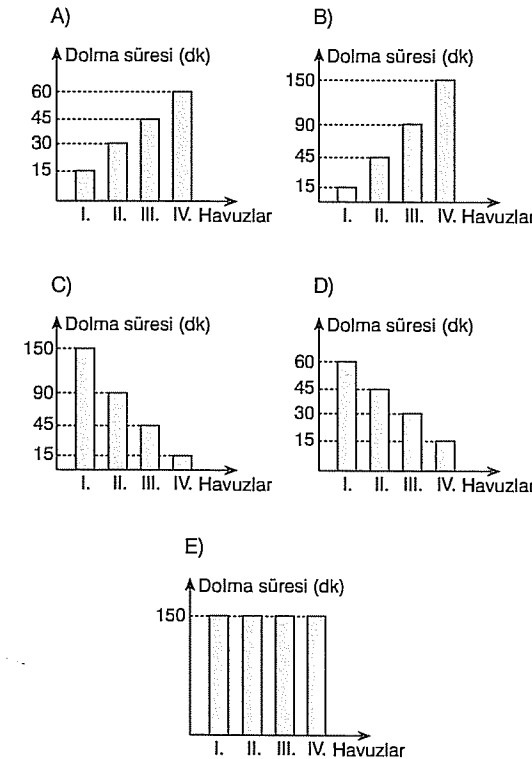 A)
Dolma süresi (dk)
60
45
30
15
I. II. III. IV. Havuzlar
B)
Dolma süresi (dk)
150
90
45
15
I. II. III. IV. Havuzlar
C)
Dolma süresi (dk)
150
90
45
15
I. II. III. IV. Havuzlar
D)
Dolma süresi (dk)
60
45
30
15
I. II. III. IV. Havuzlar
E)
Dolma süresi (dk)
150
I. II. III. IV. Havuzlar